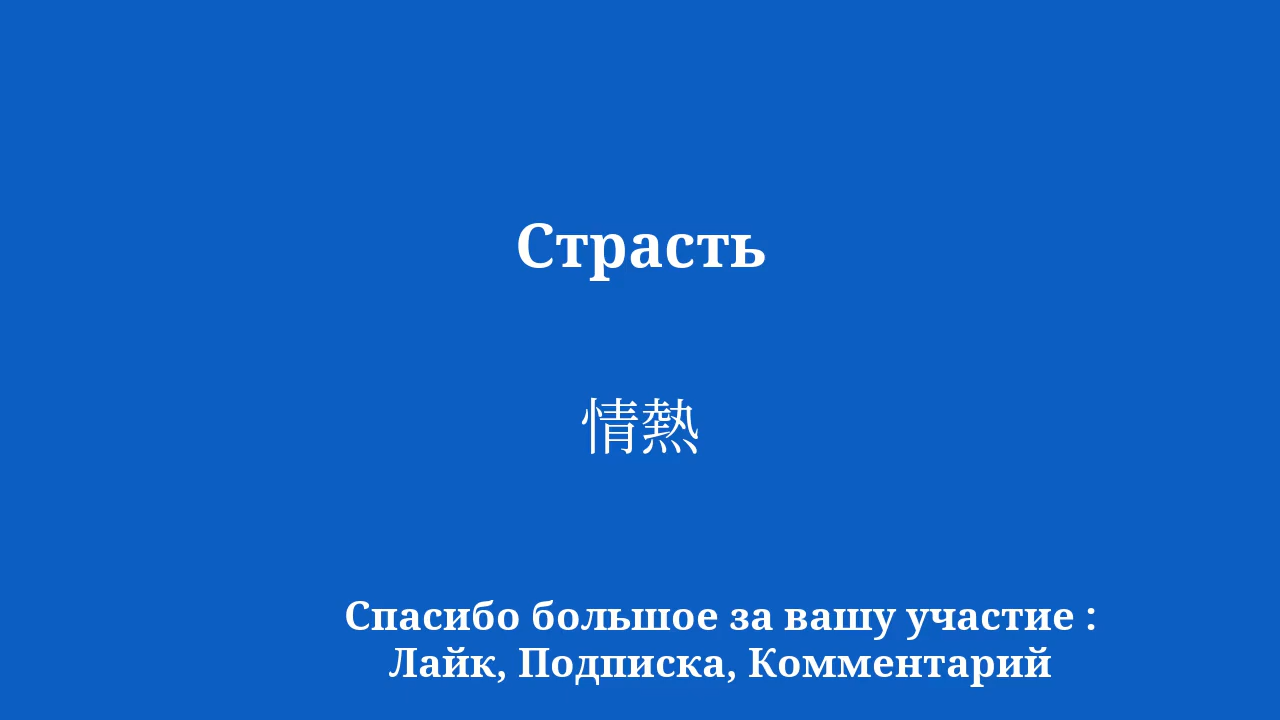 Страсть
情熱
Спасибо большое за вашу участие :
Лайк, Подписка, Комментарий